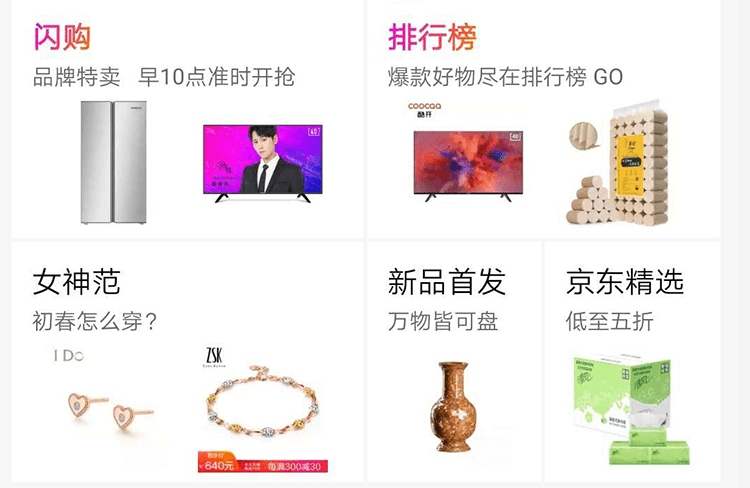 闪购
品牌特卖 早10点准时开抢
排行榜
爆款好物尽在排行榜 GO
coocaa
酷开
女神范
初春怎么穿？
I DO
ZSK
640元
每满300减30
新品首发
万物皆可盘
京东精选
低至五折
清风